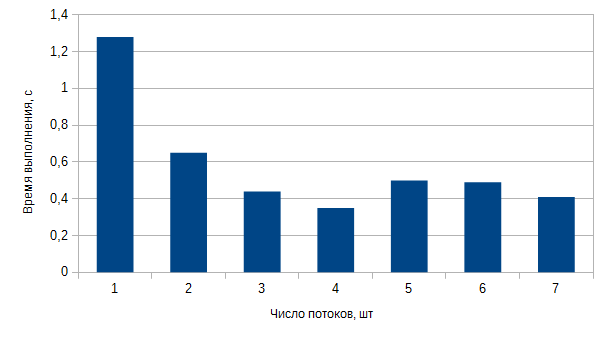 1,4
1,2
1
0,8
0,6
0,4
0,2
0
Время выполнения, с
1 2 3 4 5 6 7
Число потоков, шт